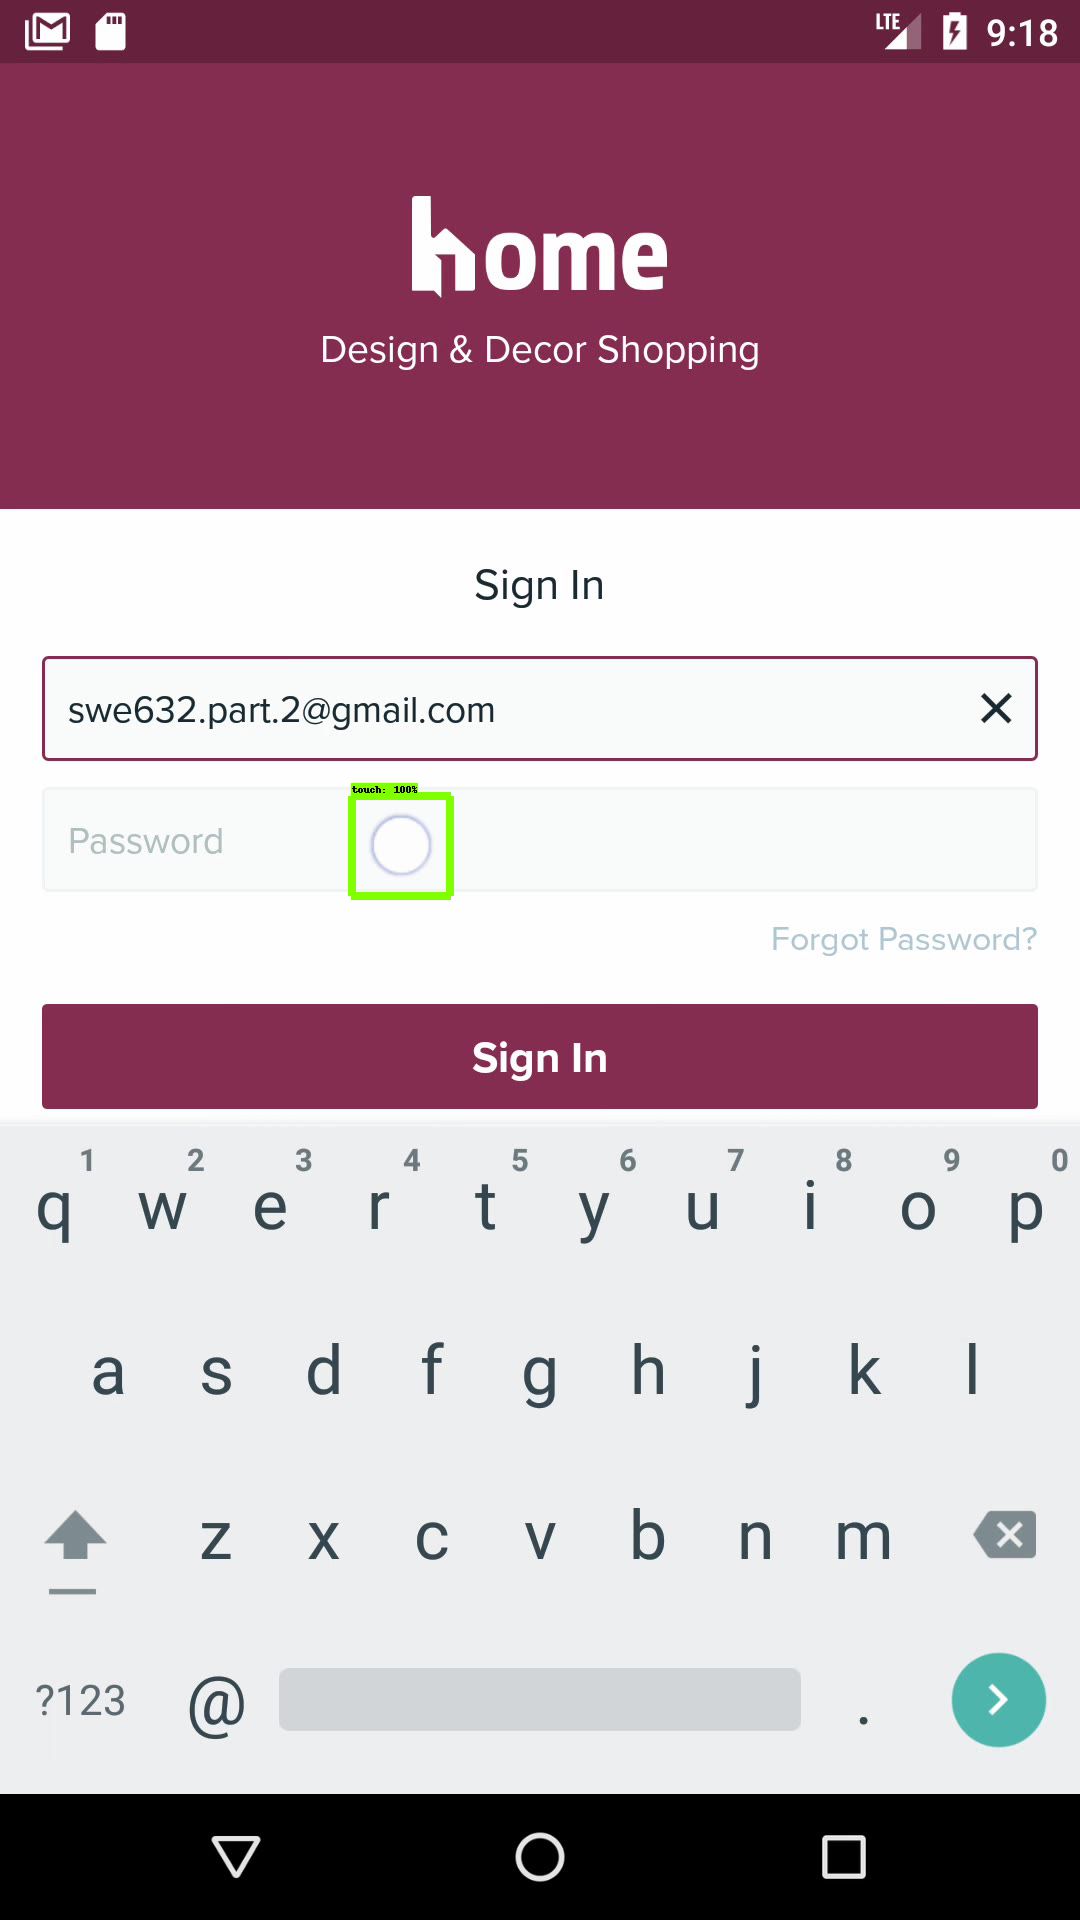 LTE 9:18
home
Design & Decor Shopping
Sign In
swe632.part.2@gmail.com
touch: 100%
Password
Forgot Password?
Sign In
1 2 3 4 5 6 7 8 9 0
q w e r t y u i o p
a s d f g h j k l
z x c v b n m
?123 @ .